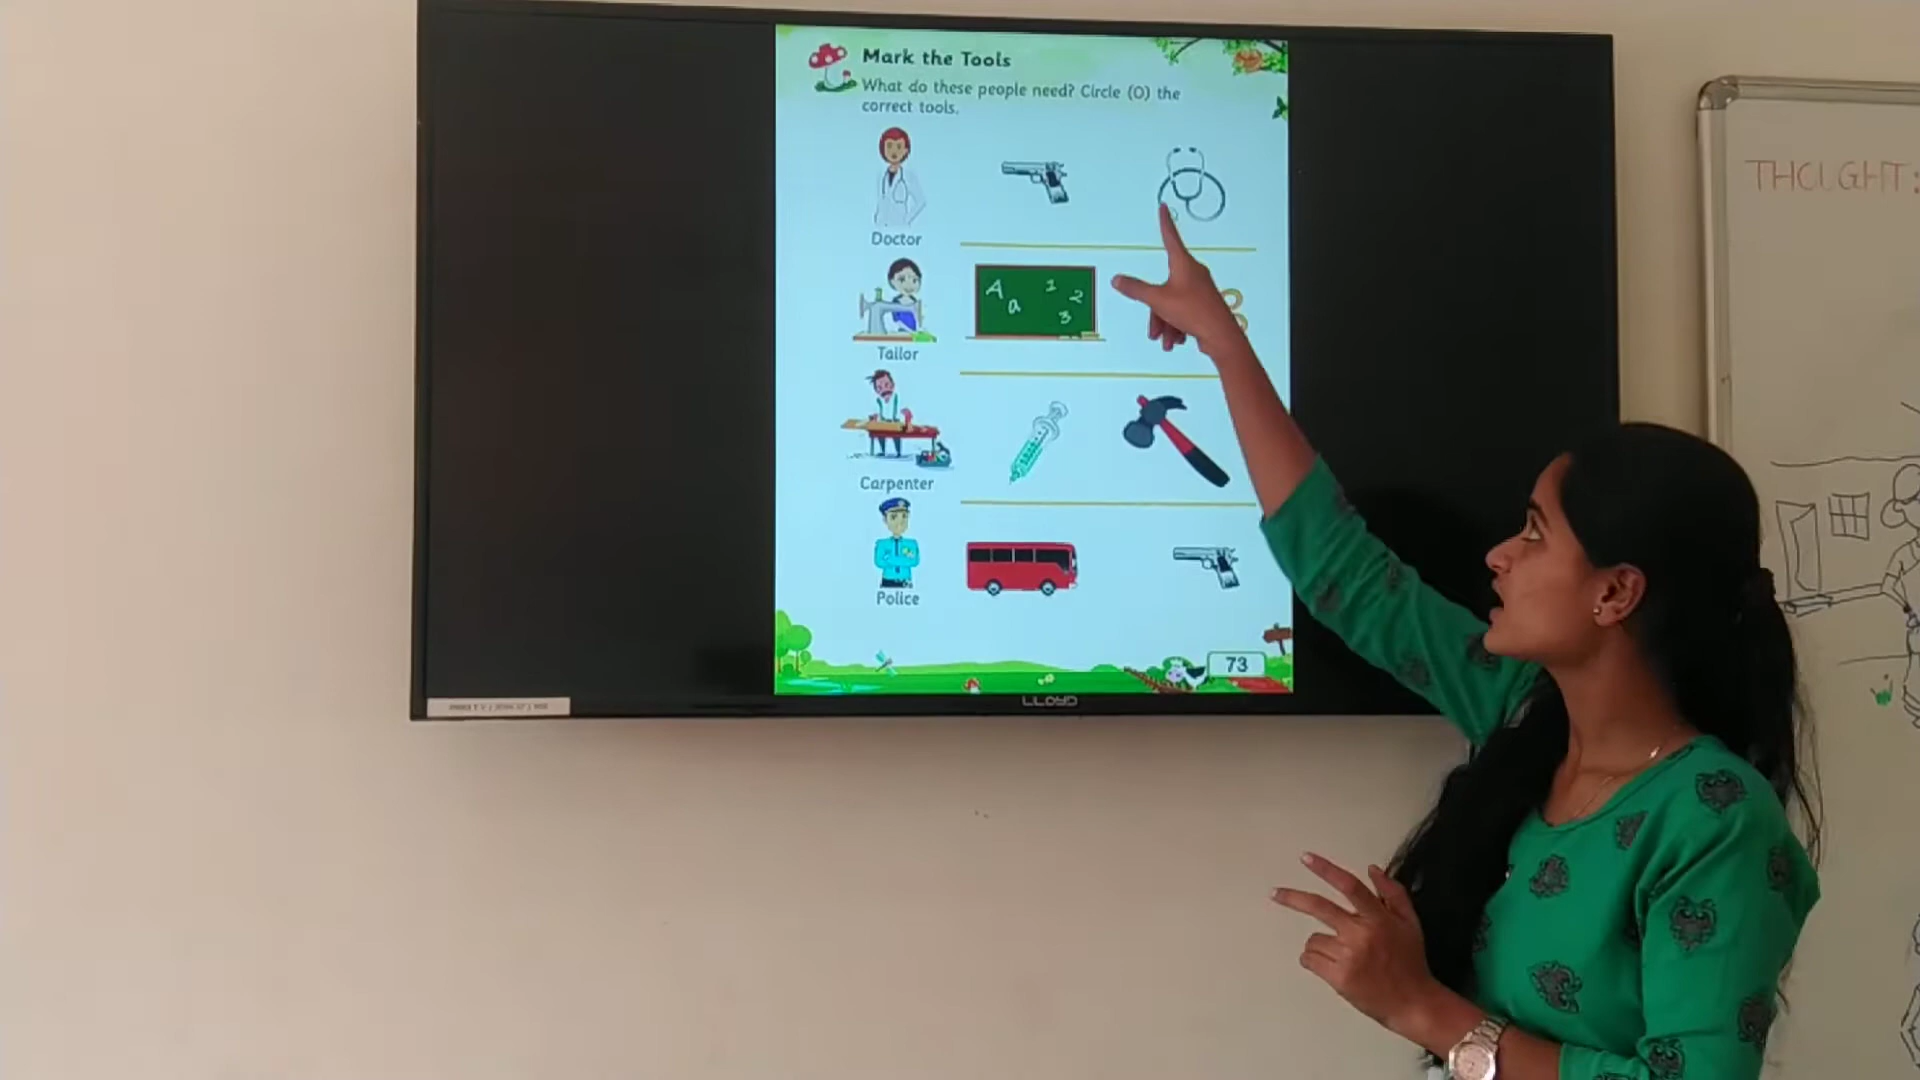 Mark the Tools
What do these people need? Circle (O) the
correct tools.
Doctor
A a 1 2 3
Tailor
Carpenter
Police
73
LLOYD
THOUGHT: